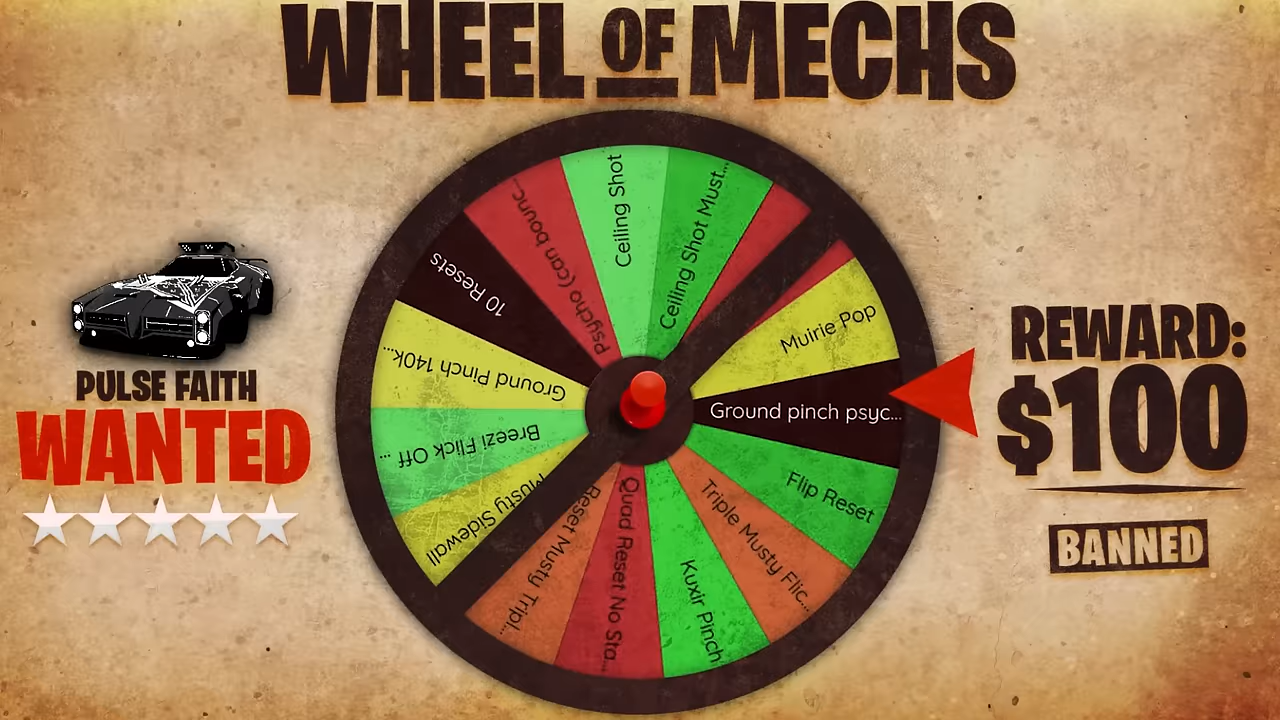 WHEEL OF MECHS
Ceiling Shot
Ceiling Shot Must...
Psycho (can bounc...
10 Resets
Muirie Pop
Ground Pinch 140k...
Ground pinch psyc...
Breezi Flick Off ...
Flip Reset
Musty Sidewall
Triple Musty Flic...
Reset Musty Tripl...
Quad Reset No Sta...
Kuxir Pinch
PULSE FAITH
WANTED
REWARD:
$100
BANNED